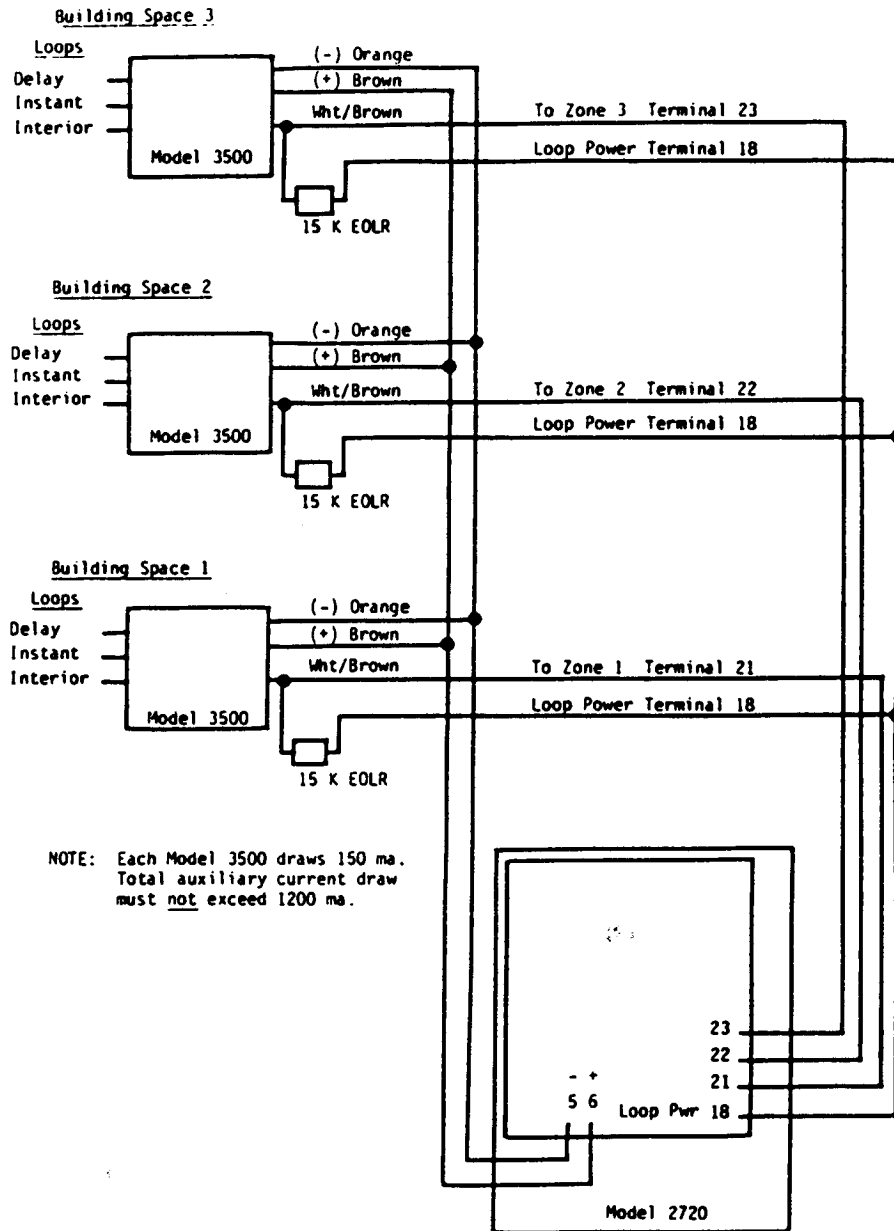 Building Space 3
Loops
Delay
Instant
Interior
Model 3500
(-) Orange
(+) Brown
Wht/Brown
To Zone 3 Terminal 23
Loop Power Terminal 18
15 K EOLR
Building Space 2
Loops
Delay
Instant
Interior
Model 3500
(-) Orange
(+) Brown
Wht/Brown
To Zone 2 Terminal 22
Loop Power Terminal 18
15 K EOLR
Building Space 1
Loops
Delay
Instant
Interior
Model 3500
(-) Orange
(+) Brown
Wht/Brown
To Zone 1 Terminal 21
Loop Power Terminal 18
15 K EOLR
NOTE: Each Model 3500 draws 150 ma.
Total auxiliary current draw
must not exceed 1200 ma.
23
22
21
Loop Pwr 18
- +
5 6
Model 2720